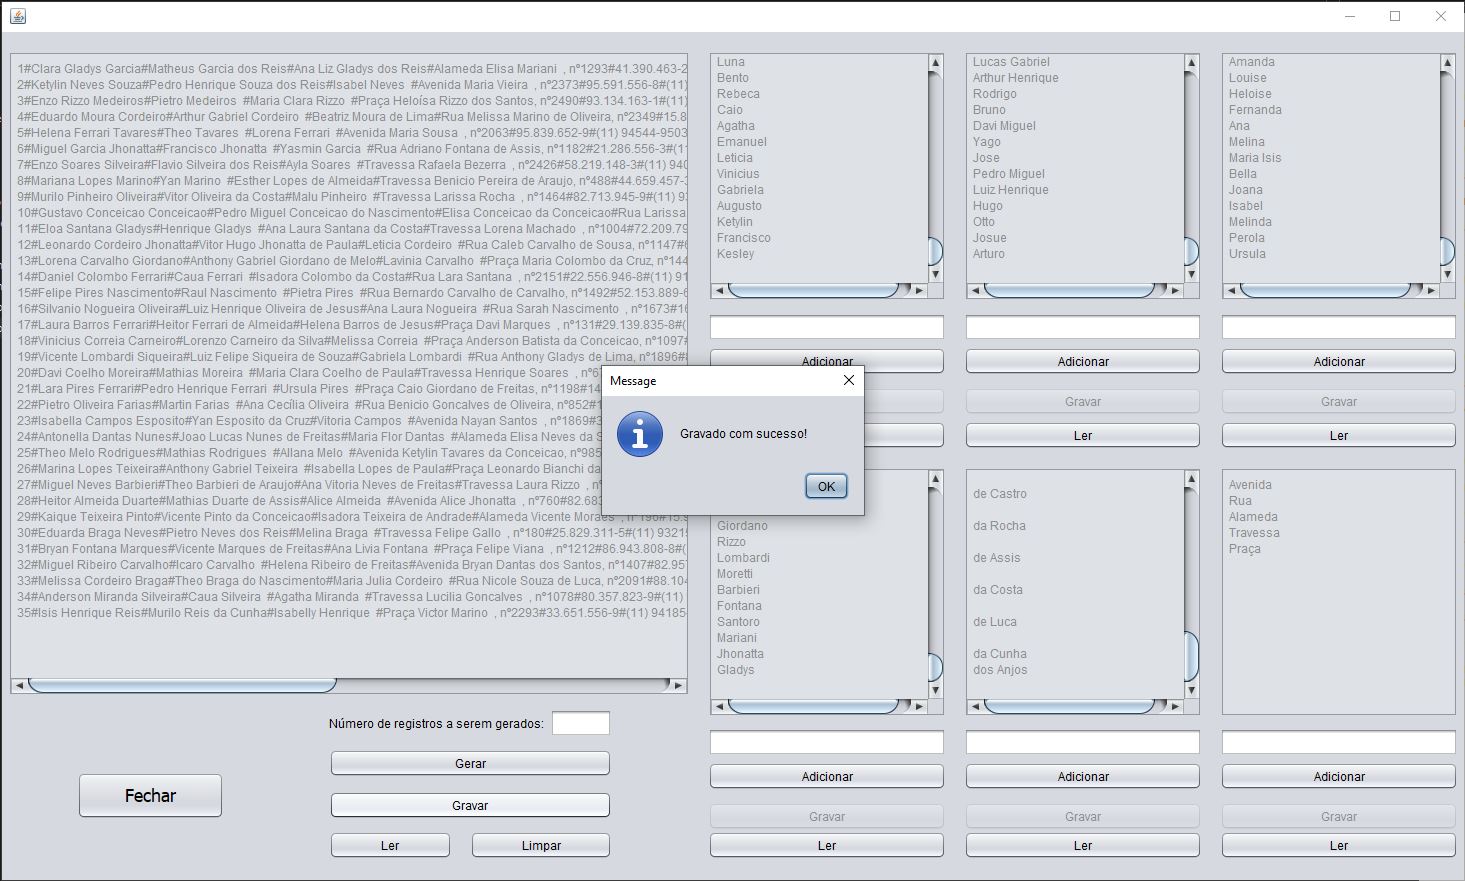 1#Clara Gladys Garcia#Matheus Garcia dos Reis#Ana Liz Gladys dos Reis#Alameda Elisa Mariani , nº1293#41.390.463-2
2#Ketylin Neves Souza#Pedro Henrique Souza dos Reis#Isabel Neves #Avenida Maria Vieira , nº2373#95.591.556-8#(11)
3#Enzo Rizzo Medeiros#Pietro Medeiros #Maria Clara Rizzo #Praça Heloísa Rizzo dos Santos, nº2490#93.134.163-1#(11)
4#Eduardo Moura Cordeiro#Arthur Gabriel Cordeiro #Beatriz Moura de Lima#Rua Melissa Marino de Oliveira, nº2349#15.8
5#Helena Ferrari Tavares#Theo Tavares #Lorena Ferrari #Avenida Maria Sousa , nº2063#95.839.652-9#(11) 94544-9503
6#Miguel Garcia Jhonatta#Francisco Jhonatta #Yasmin Garcia #Rua Adriano Fontana de Assis, nº1182#21.286.556-3#(11)
7#Enzo Soares Silveira#Flavio Silveira dos Reis#Ayla Soares #Travessa Rafaela Bezerra , nº2426#58.219.148-3#(11) 940
8#Mariana Lopes Marino#Yan Marino #Esther Lopes de Almeida#Travessa Benicio Pereira de Araujo, nº488#44.659.457-3
9#Murilo Pinheiro Oliveira#Vitor Oliveira da Costa#Malu Pinheiro #Travessa Larissa Rocha , nº1464#82.713.945-9#(11) 93
10#Gustavo Conceicao Conceicao#Pedro Miguel Conceicao do Nascimento#Elisa Conceicao da Conceicao#Rua Larissa
11#Eloa Santana Gladys#Henrique Gladys #Ana Laura Santana da Costa#Travessa Lorena Machado , nº1004#72.209.79
12#Leonardo Cordeiro Jhonatta#Vitor Hugo Jhonatta de Paula#Leticia Cordeiro #Rua Caleb Carvalho de Sousa, nº1147#6
13#Lorena Carvalho Giordano#Anthony Gabriel Giordano de Melo#Lavinia Carvalho #Praça Maria Colombo da Cruz, nº144
14#Daniel Colombo Ferrari#Caua Ferrari #Isadora Colombo da Costa#Rua Lara Santana , nº2151#22.556.946-8#(11) 91
15#Felipe Pires Nascimento#Raul Nascimento #Pietra Pires #Rua Bernardo Carvalho de Carvalho, nº1492#52.153.889-6
16#Silvanio Nogueira Oliveira#Luiz Henrique Oliveira de Jesus#Ana Laura Nogueira #Rua Sarah Nascimento , nº1673#16
17#Laura Barros Ferrari#Heitor Ferrari de Almeida#Helena Barros de Jesus#Praça Davi Marques , nº131#29.139.835-8#(
18#Vinicius Correia Carneiro#Lorenzo Carneiro da Silva#Melissa Correia #Praça Anderson Batista da Conceicao, nº1097#
19#Vicente Lombardi Siqueira#Luiz Felipe Siqueira de Souza#Gabriela Lombardi #Rua Anthony Gladys de Lima, nº1896#
20#Davi Coelho Moreira#Mathias Moreira #Maria Clara Coelho de Paula#Travessa Henrique Soares , nº6
21#Lara Pires Ferrari#Pedro Henrique Ferrari #Ursula Pires #Praça Caio Giordano de Freitas, nº1198#14
22#Pietro Oliveira Farias#Martin Farias #Ana Cecília Oliveira #Rua Benicio Goncalves de Oliveira, nº852#1
23#Isabella Campos Esposito#Yan Esposito da Cruz#Vitoria Campos #Avenida Nayan Santos , nº1869#3
24#Antonella Dantas Nunes#Joao Lucas Nunes de Freitas#Maria Flor Dantas #Alameda Elisa Neves da S
25#Theo Melo Rodrigues#Mathias Rodrigues #Allana Melo #Avenida Ketylin Tavares da Conceicao, nº985
26#Marina Lopes Teixeira#Anthony Gabriel Teixeira #Isabella Lopes de Paula#Praça Leonardo Bianchi da
27#Miguel Neves Barbieri#Theo Barbieri de Araujo#Ana Vitoria Neves de Freitas#Travessa Laura Rizzo ,
28#Heitor Almeida Duarte#Mathias Duarte de Assis#Alice Almeida #Avenida Alice Jhonatta , nº760#82.683
29#Kaique Teixeira Pinto#Vicente Pinto da Conceicao#Isadora Teixeira de Andrade#Alameda Vicente Moraes , nº196#15.9
30#Eduarda Braga Neves#Pietro Neves dos Reis#Melina Braga #Travessa Felipe Gallo , nº180#25.829.311-5#(11) 9321
31#Bryan Fontana Marques#Vicente Marques de Freitas#Ana Livia Fontana #Praça Felipe Viana , nº1212#86.943.808-8#(
32#Miguel Ribeiro Carvalho#Icaro Carvalho #Helena Ribeiro de Freitas#Avenida Bryan Dantas dos Santos, nº1407#82.957
33#Melissa Cordeiro Braga#Theo Braga do Nascimento#Maria Julia Cordeiro #Rua Nicole Souza de Luca, nº2091#88.104
34#Anderson Miranda Silveira#Caua Silveira #Agatha Miranda #Travessa Lucilia Goncalves , nº1078#80.357.823-9#(11)
35#Isis Henrique Reis#Murilo Reis da Cunha#Isabelly Henrique #Praça Victor Marino , nº2293#33.651.556-9#(11) 94185
Número de registros a serem gerados:
Gerar
Gravar
Ler
Limpar
Fechar
Luna
Bento
Rebeca
Caio
Agatha
Emanuel
Leticia
Vinicius
Gabriela
Augusto
Ketylin
Francisco
Kesley
Adicionar
Lucas Gabriel
Arthur Henrique
Rodrigo
Bruno
Davi Miguel
Yago
Jose
Pedro Miguel
Luiz Henrique
Hugo
Otto
Josue
Arturo
Adicionar
Gravar
Ler
Amanda
Louise
Heloise
Fernanda
Ana
Melina
Maria Isis
Bella
Joana
Isabel
Melinda
Perola
Ursula
Adicionar
Gravar
Ler
Message
Gravado com sucesso!
OK
Giordano
Rizzo
Lombardi
Moretti
Barbieri
Fontana
Santoro
Mariani
Jhonatta
Gladys
Adicionar
Gravar
Ler
de Castro
da Rocha
de Assis
da Costa
de Luca
da Cunha
dos Anjos
Adicionar
Gravar
Ler
Avenida
Rua
Alameda
Travessa
Praça
Adicionar
Gravar
Ler